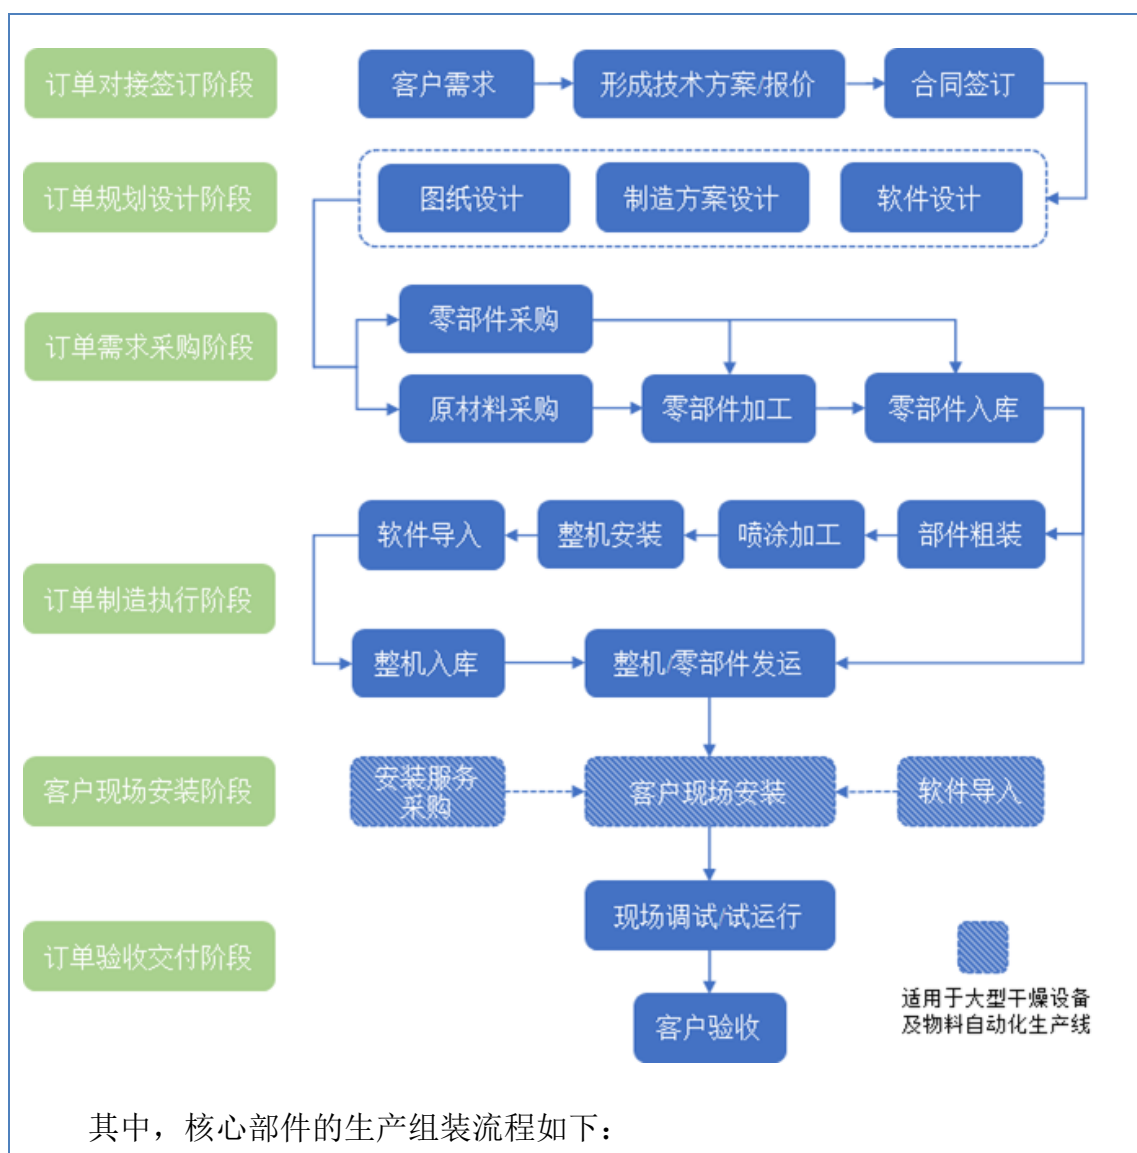 订单对接签订阶段
客户需求
形成技术方案/报价
合同签订
订单规划设计阶段
图纸设计
制造方案设计
软件设计
订单需求采购阶段
零部件采购
原材料采购
零部件加工
零部件入库
订单制造执行阶段
软件导入
整机安装
喷涂加工
部件粗装
整机入库
整机/零部件发运
客户现场安装阶段
安装服务
采购
客户现场安装
软件导入
订单验收交付阶段
现场调试/试运行
客户验收
适用于大型干燥设备
及物料自动化生产线
其中，核心部件的生产组装流程如下：